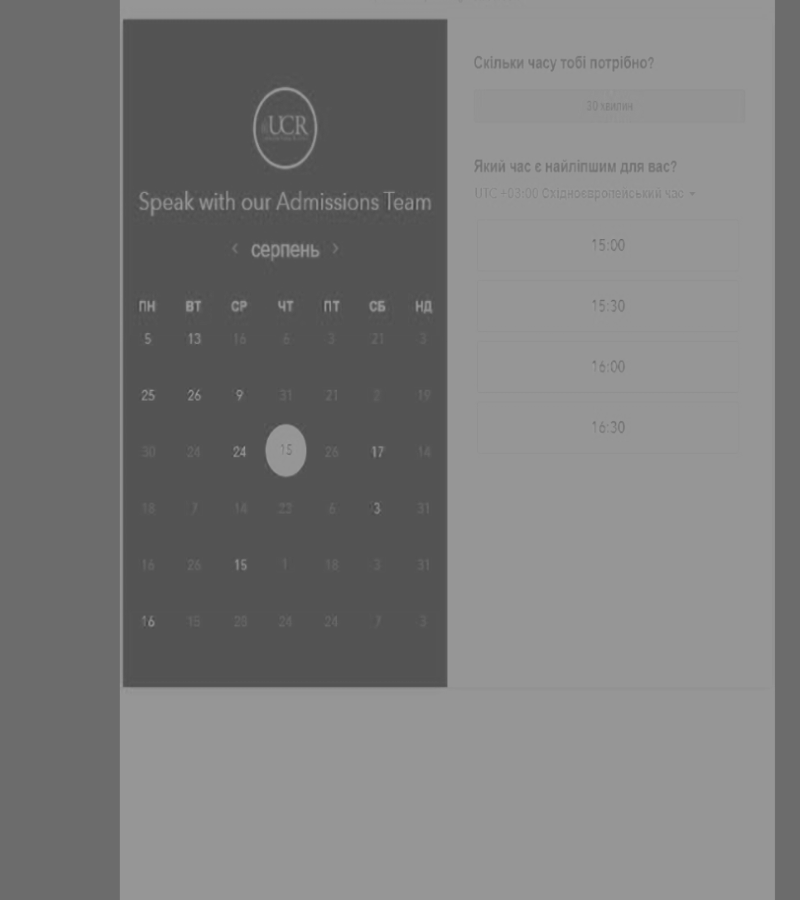 UCR
Speak with our Admissions Team
серпень
ПН ВТ СР ЧТ ПТ СБ НД
5 13 16 6 3 21 3
25 26 9 31 21 2 19
30 24 24 15 26 17 14
18 7 14 22 6 3 31
16 26 15 1 18 3 31
16 15 28 24 24 7 3
Скільки часу тобі потрібно?
30 хвилин
Який час є найліпшим для вас?
UTC +03:00 Східноєвропейський час
15:00
15:30
16:00
16:30